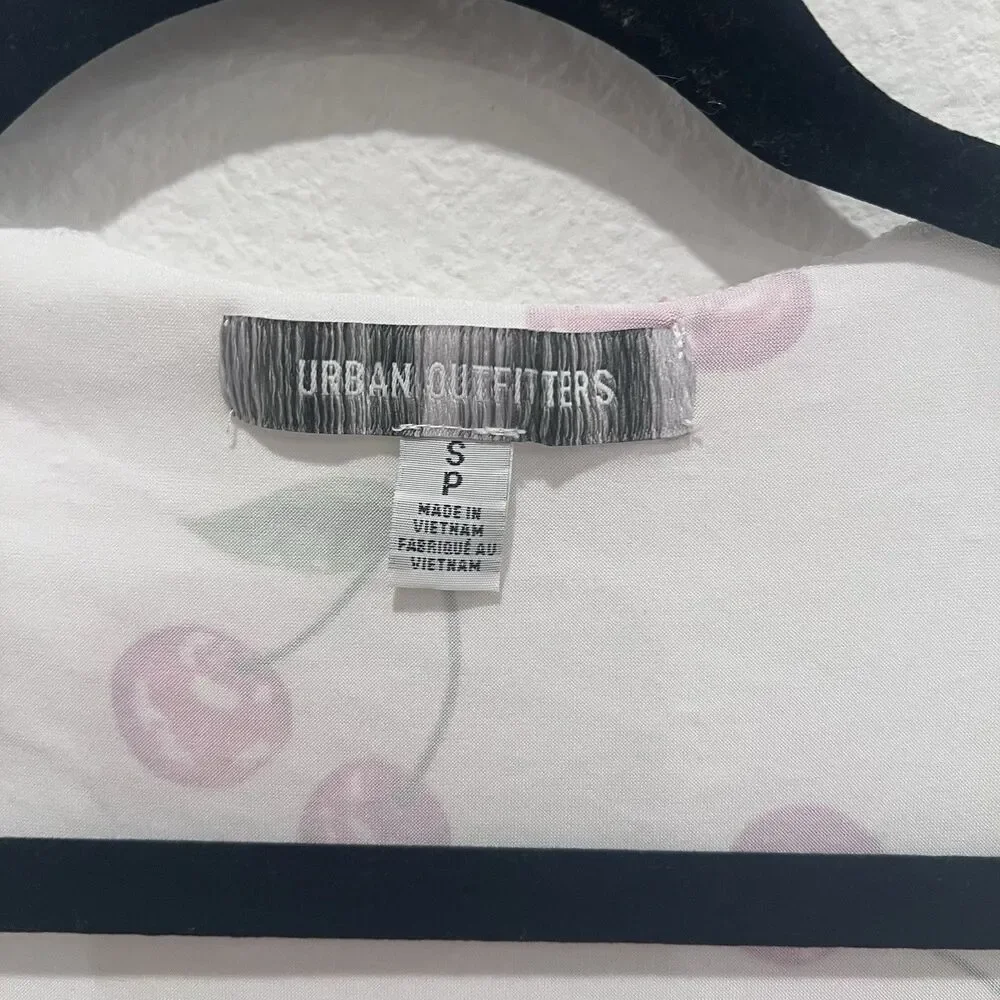 URBAN OUTFITTERS
S
P
MADE IN
VIETNAM
FABRIQUÉ AU
VIETNAM